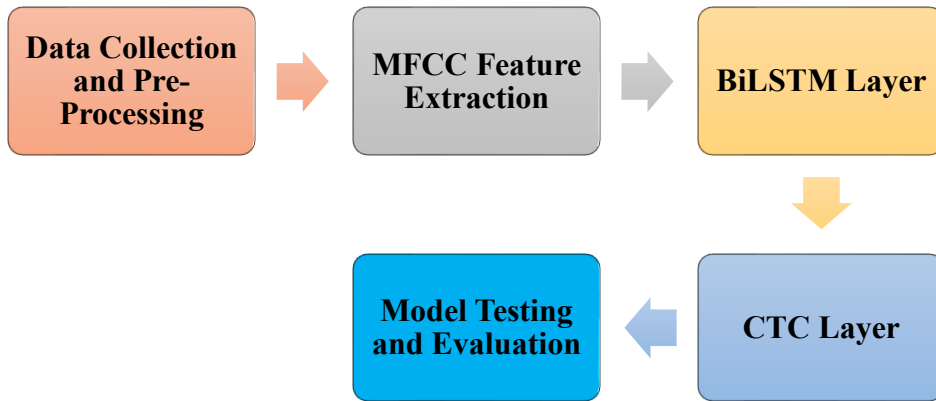 Data Collection
and Pre-
Processing
MFCC Feature
Extraction
BiLSTM Layer
CTC Layer
Model Testing
and Evaluation